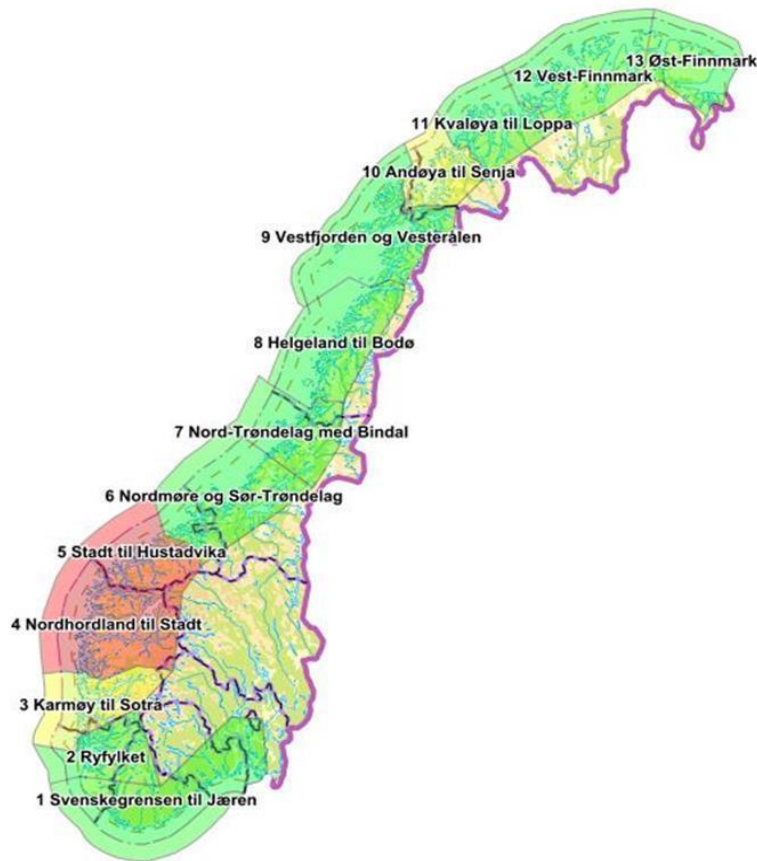 13 Øst-Finnmark
12 Vest-Finnmark
11 Kvaløya til Loppa
10 Andøya til Senja
9 Vestfjorden og Vesterålen
8 Helgeland til Bodø
7 Nord-Trøndelag med Bindal
6 Nordmøre og Sør-Trøndelag
5 Stadt til Hustadvika
4 Nordhordland til Stadt
3 Karmøy til Sotra
2 Ryfylket
1 Svenskegrensen til Jæren